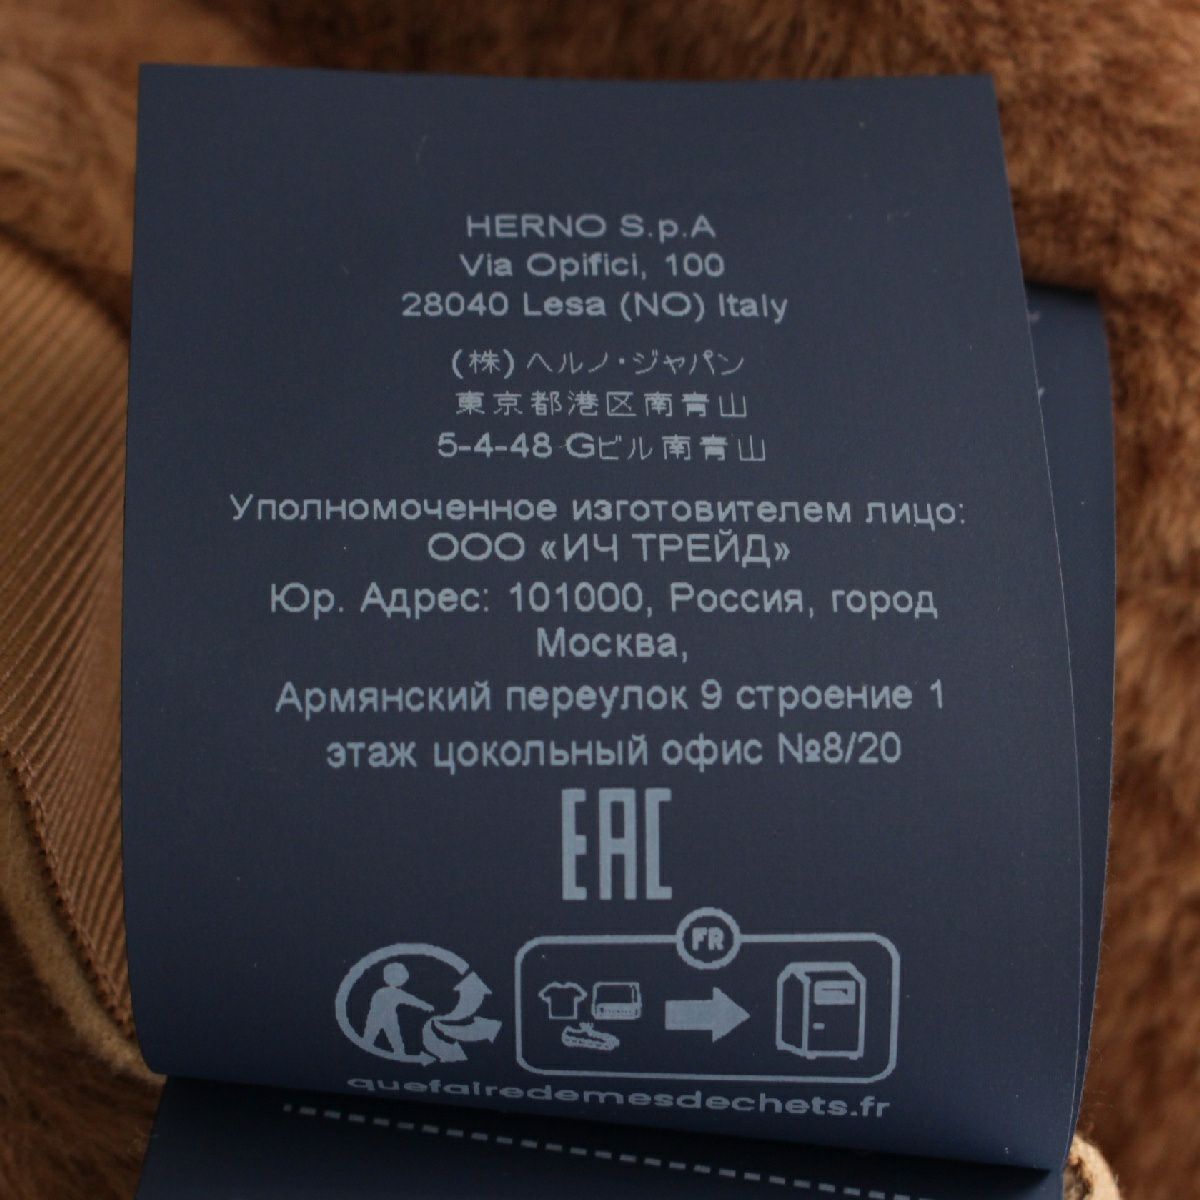 HERNO S.p.A
Via Opifici, 100
28040 Lesa (NO) Italy
(株) ヘルノ・ジャパン
東京都港区南青山
5-4-48 Gビル南青山
Уполномоченное изготовителем лицо:
ООО «ИЧ ТРЕЙД»
Юр. Адрес: 101000, Россия, город
Москва,
Армянский переулок 9 строение 1
этаж цокольный офис №8/20
EAC
FR
quefairedemesdechets.fr